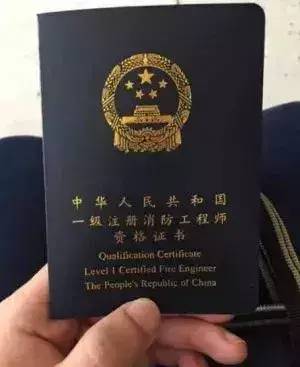 中华人民共和国
一级注册消防工程师
资格证书
Qualification Certificate
Level 1 Certified Fire Engineer
The People's Republic of China